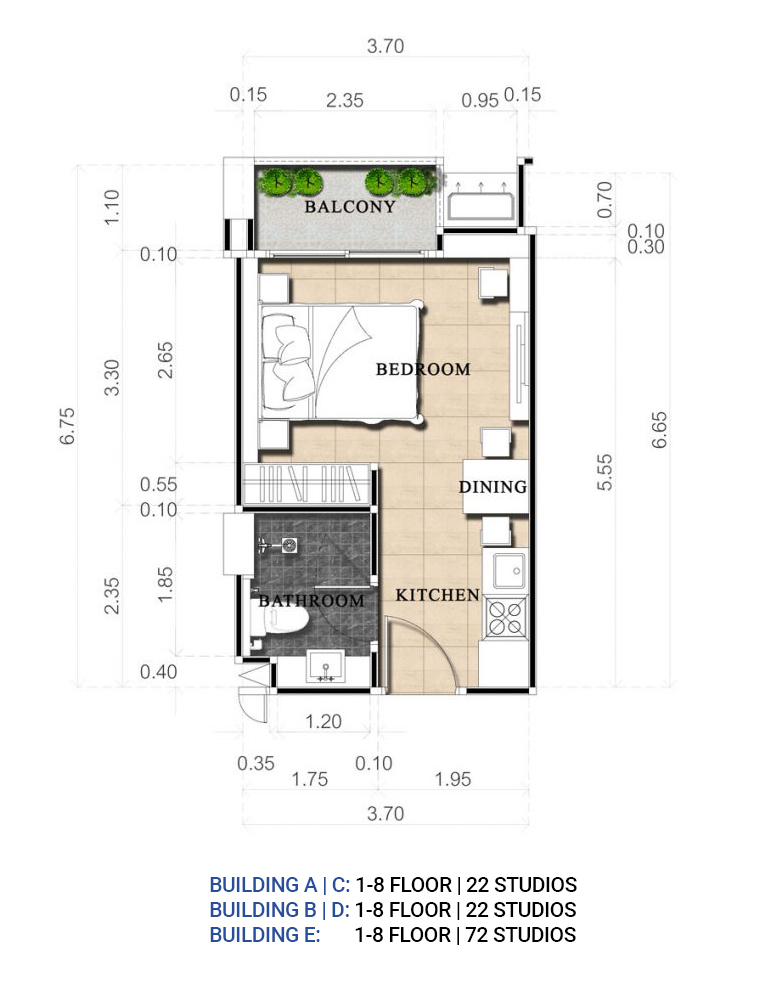 3.70
0.15 2.35 0.95 0.15
BALCONY
1.10
0.70
0.10
0.10
0.30
2.65
3.30
BEDROOM
6.75
6.65
5.55
0.55
DINING
0.10
1.85
2.35
BATHROOM
KITCHEN
0.40
1.20
0.35 0.10
1.75 1.95
3.70
BUILDING A | C: 1-8 FLOOR | 22 STUDIOS
BUILDING B | D: 1-8 FLOOR | 22 STUDIOS
BUILDING E: 1-8 FLOOR | 72 STUDIOS